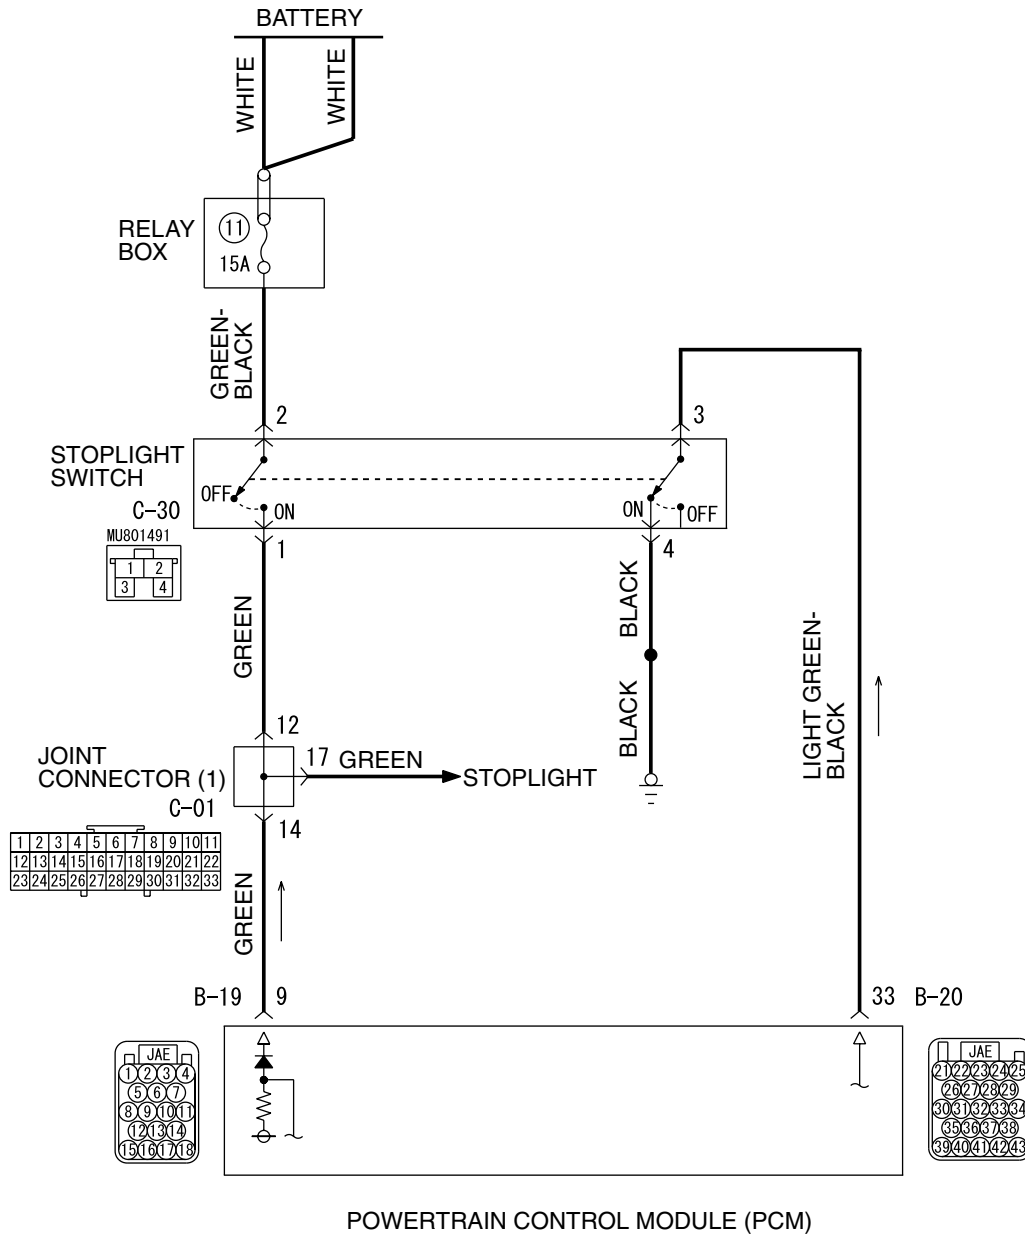 BATTERY
WHITE
WHITE
RELAY
BOX
11
15A
GREEN-
BLACK
2
3
STOPLIGHT
SWITCH
OFF
ON
ON
OFF
C-30
MU801491
1 2
3 4
1
4
GREEN
BLACK
BLACK
LIGHT GREEN-
BLACK
12
JOINT
CONNECTOR (1)
17
GREEN
STOPLIGHT
C-01
14
1 2 3 4 5 6 7 8 9 10 11
12 13 14 15 16 17 18 19 20 21 22
23 24 25 26 27 28 29 30 31 32 33
GREEN
B-19
9
33
B-20
JAE
1 2 3 4
5 6 7
8 9 10 11
12 13 14
15 16 17 18
JAE
21 22 23 24 25
26 27 28 29
30 31 32 33 34
35 36 37 38
39 40 41 42 43
POWERTRAIN CONTROL MODULE (PCM)